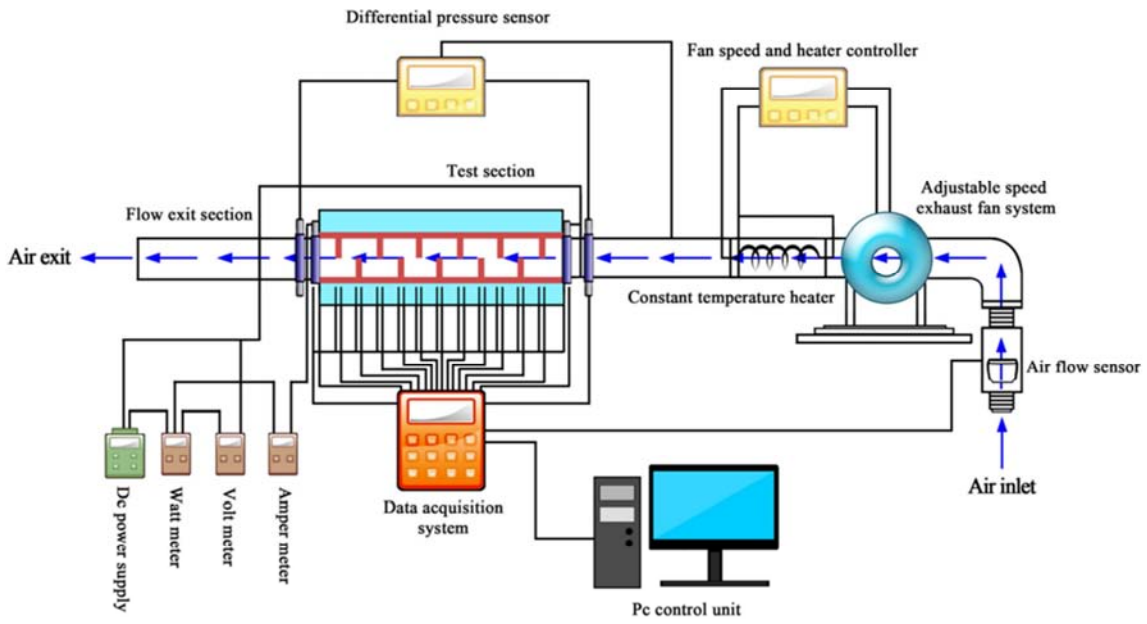 Differential pressure sensor
Fan speed and heater controller
Test section
Adjustable speed
exhaust fan system
Flow exit section
Air exit
Constant temperature heater
Air flow sensor
Air inlet
Dc power supply
Watt meter
Volt meter
Amper meter
Data acquisition
system
Pc control unit